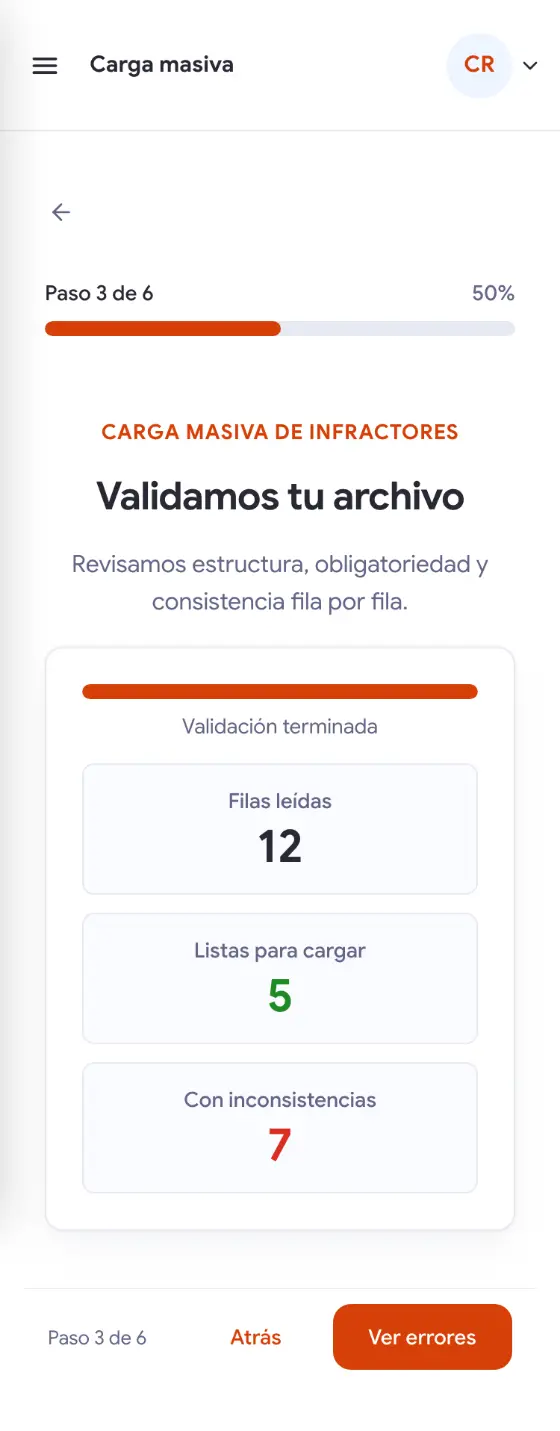 Carga masiva
CR
Paso 3 de 6
50%
CARGA MASIVA DE INFRACTORES
Validamos tu archivo
Revisamos estructura, obligatoriedad y
consistencia fila por fila.
Validación terminada
Filas leídas
12
Listas para cargar
5
Con inconsistencias
7
Paso 3 de 6
Atrás
Ver errores